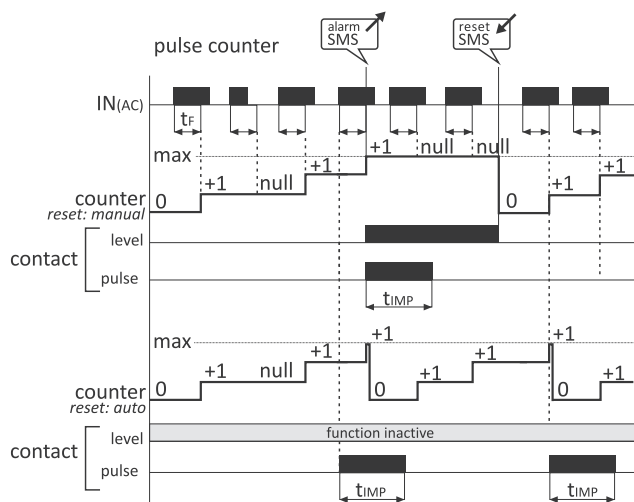 pulse counter
alarm
SMS
reset
SMS
IN(AC)
tF
max
+1 null null
0 +1 null +1 0 +1 +1
counter
reset: manual
contact
level
pulse
tIMP
max
+1 +1
0 +1 null +1 0 +1 +1 0 +1
counter
reset: auto
contact
level
function inactive
pulse
tIMP tIMP